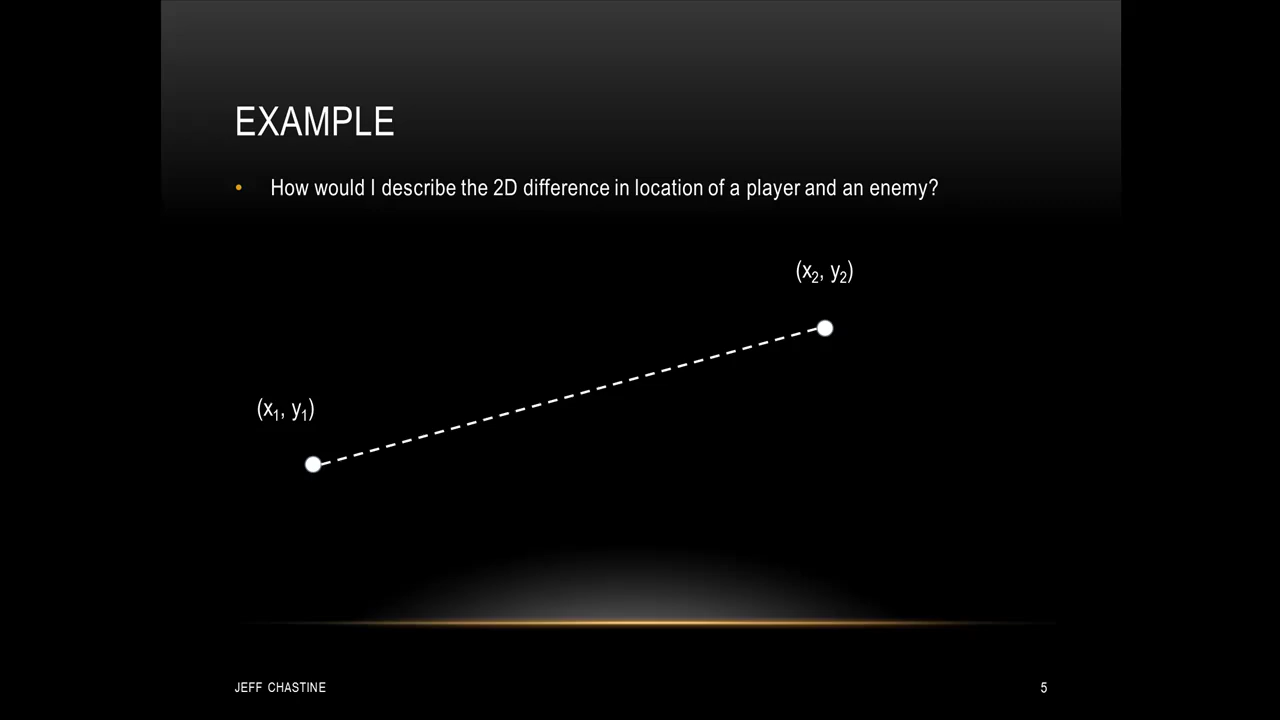 EXAMPLE
• How would I describe the 2D difference in location of a player and an enemy?
(x₂, y₂)
(x₁, y₁)
JEFF CHASTINE
5